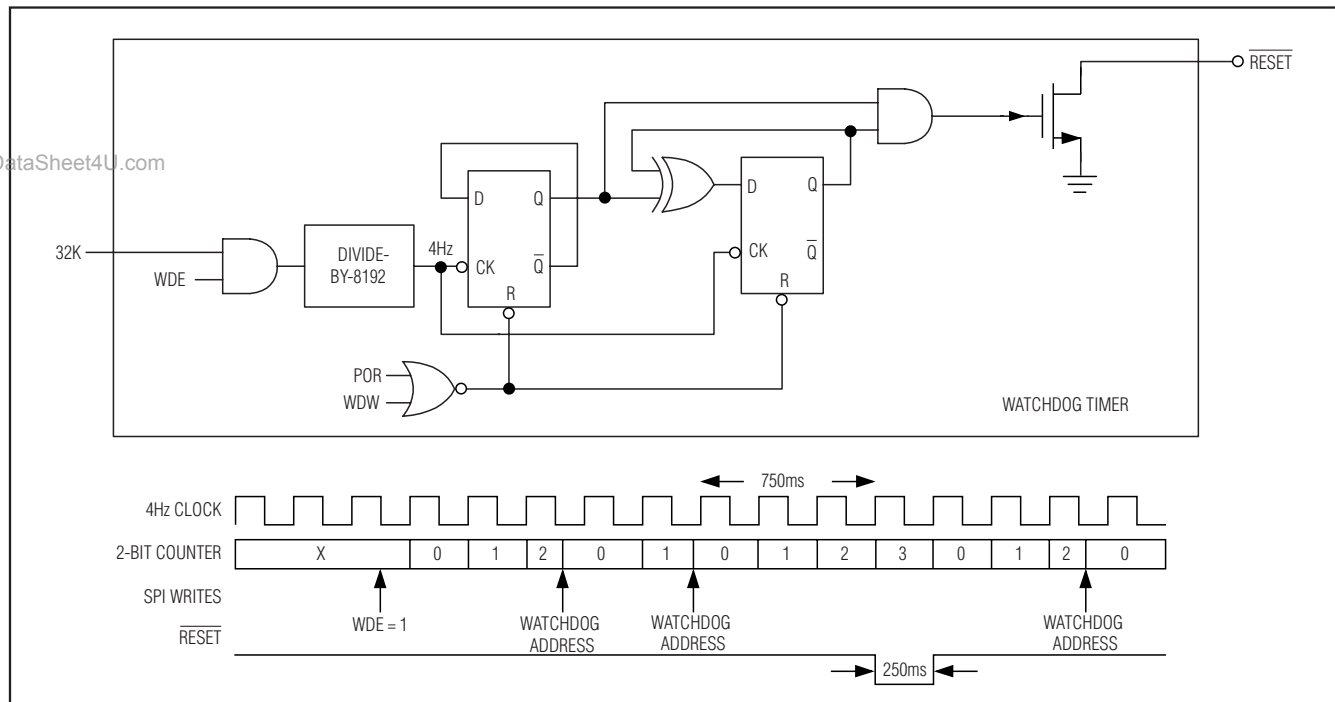 RESET
DataSheet4U.com
D Q
D Q
32K
WDE
DIVIDE-
BY-8192
4Hz
CK Q
CK Q
R
R
POR
WDW
WATCHDOG TIMER
750ms
4Hz CLOCK
2-BIT COUNTER X 0 1 2 0 1 0 1 2 3 0 1 2 0
SPI WRITES
WDE = 1
WATCHDOG
ADDRESS
WATCHDOG
ADDRESS
WATCHDOG
ADDRESS
RESET
250ms